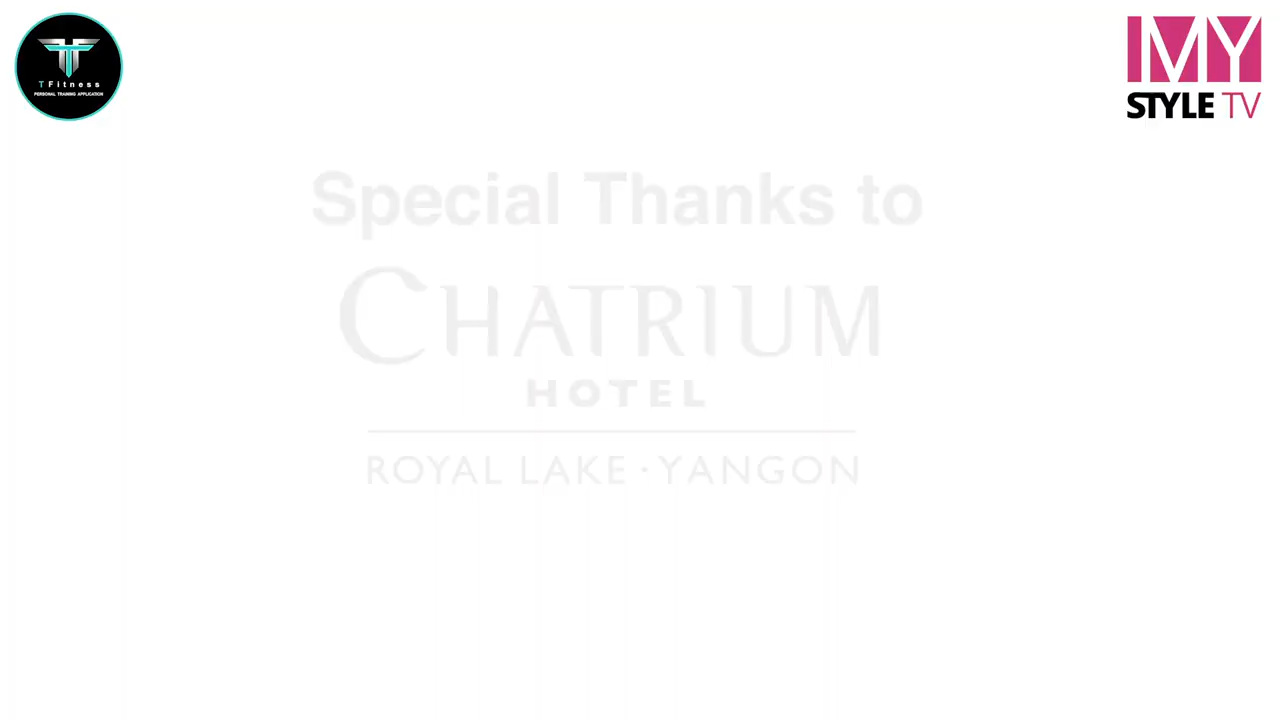 TFitness
PERSONAL TRAINING APPLICATION
MY
STYLE TV
Special Thanks to
CHATRIUM
HOTEL
ROYAL LAKE · YANGON